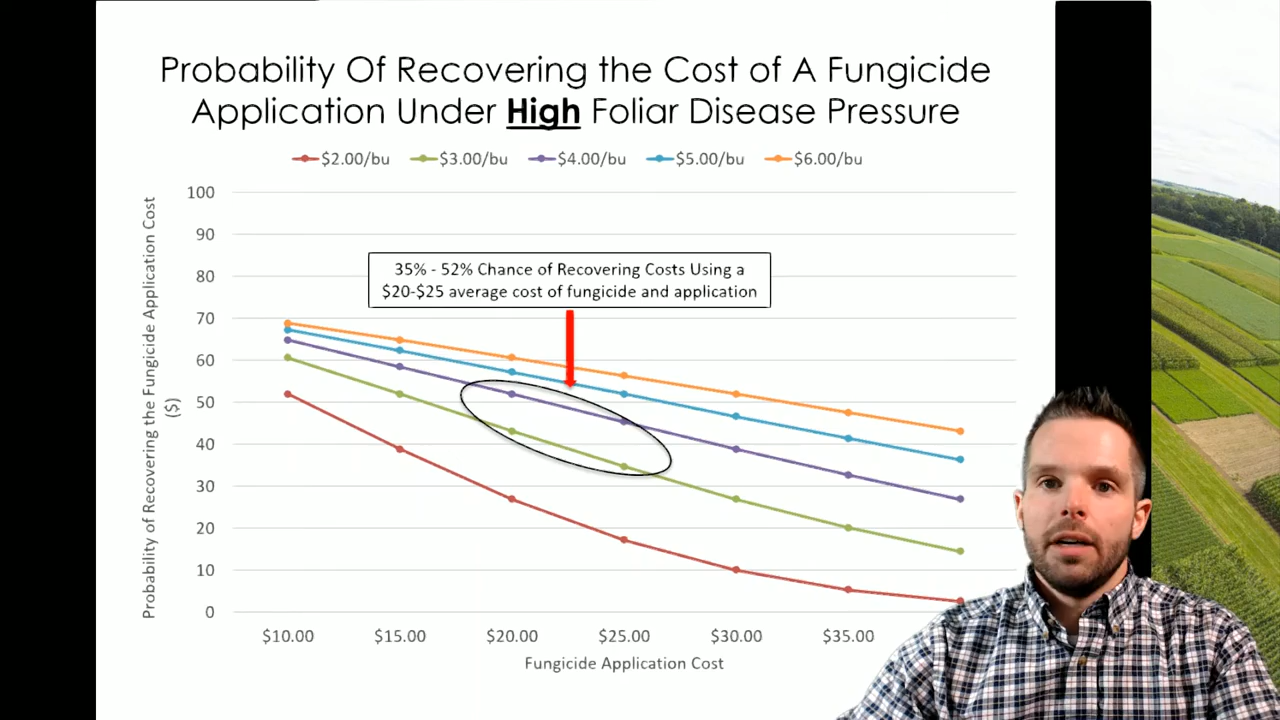 Probability Of Recovering the Cost of A Fungicide
Application Under High Foliar Disease Pressure
$2.00/bu $3.00/bu $4.00/bu $5.00/bu $6.00/bu
Probability of Recovering the Fungicide Application Cost
($)
100
90
80
70
60
50
40
30
20
10
0
35% - 52% Chance of Recovering Costs Using a
$20-$25 average cost of fungicide and application
$10.00 $15.00 $20.00 $25.00 $30.00 $35.00
Fungicide Application Cost